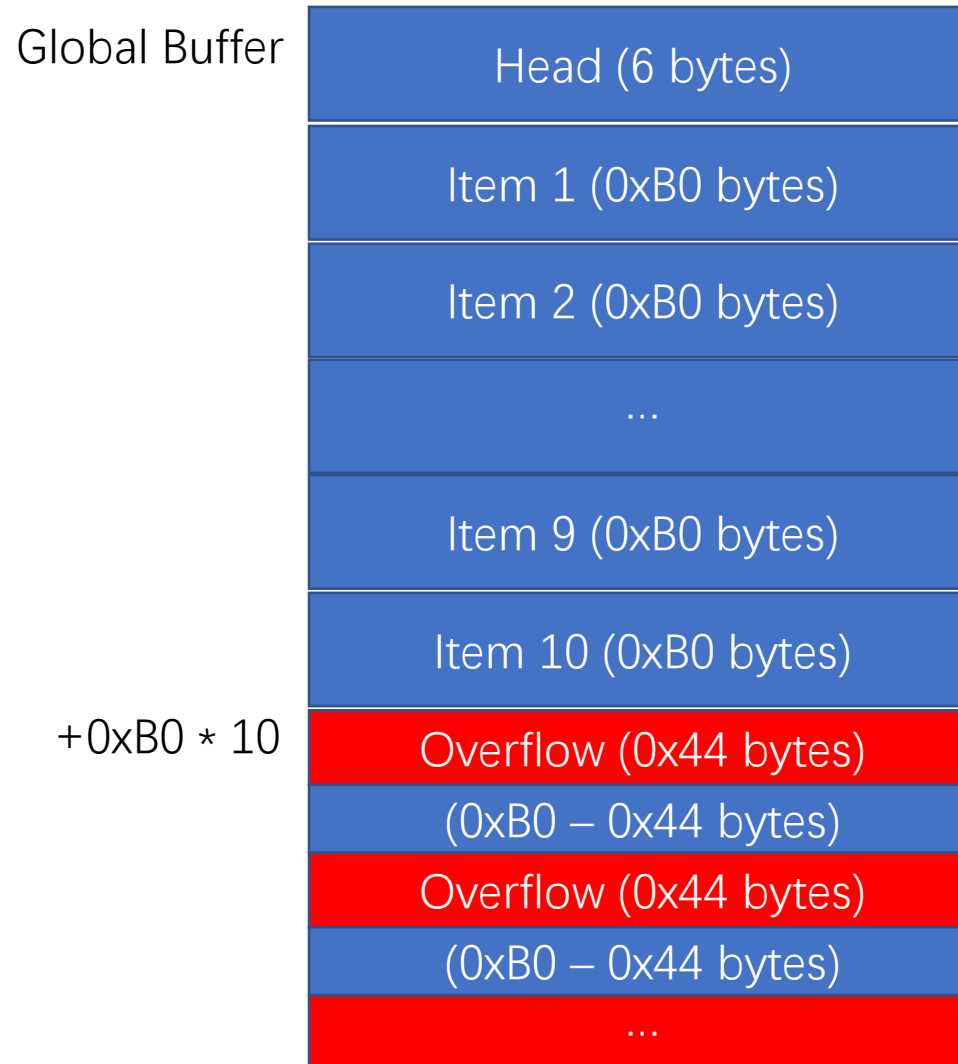 Global Buffer
Head (6 bytes)
Item 1 (0xB0 bytes)
Item 2 (0xB0 bytes)
...
Item 9 (0xB0 bytes)
Item 10 (0xB0 bytes)
+0xB0 * 10
Overflow (0x44 bytes)
(0xB0 – 0x44 bytes)
Overflow (0x44 bytes)
(0xB0 – 0x44 bytes)
...